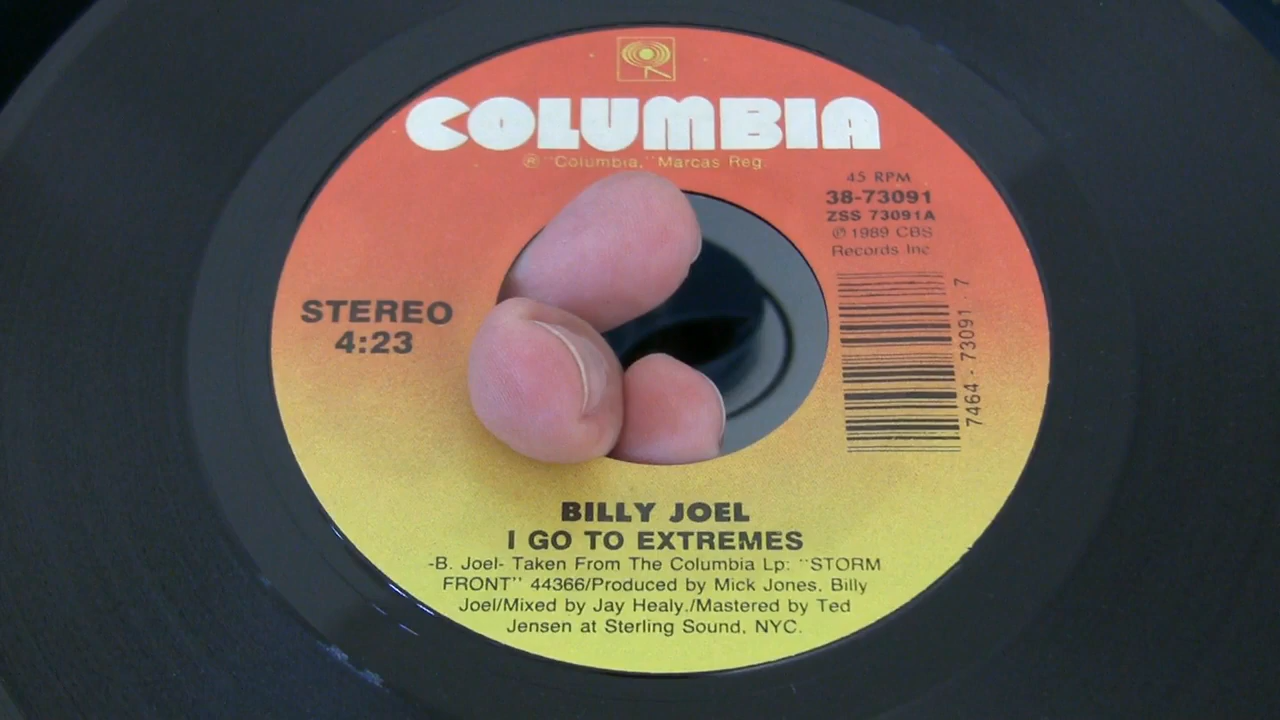 COLUMBIA
® "Columbia," Marcas Reg.
45 RPM
38-73091
ZSS 73091A
℗ 1989 CBS
Records Inc.
STEREO
4:23
7464 - 73091 - 7
BILLY JOEL
I GO TO EXTREMES
-B. Joel- Taken From The Columbia Lp: "STORM
FRONT" 44366/Produced by Mick Jones, Billy
Joel/Mixed by Jay Healy./Mastered by Ted
Jensen at Sterling Sound, NYC.